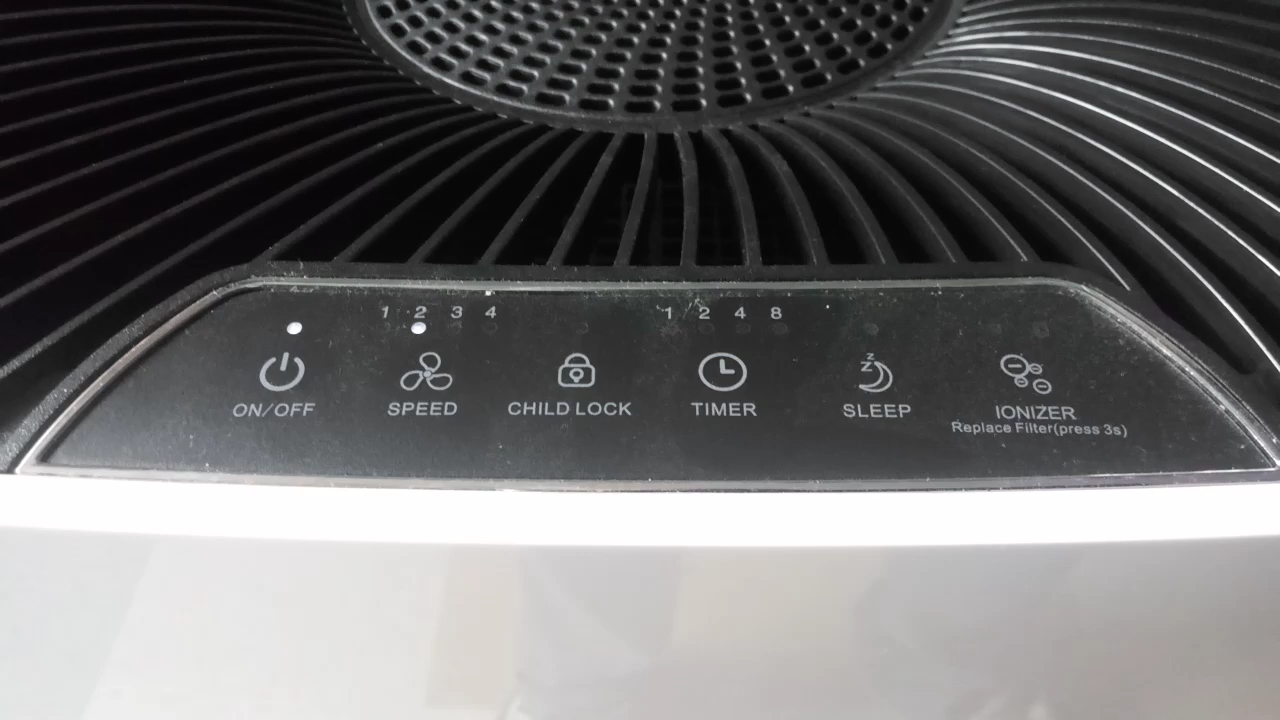 1 2 3 4
1 2 4 8
ON/OFF
SPEED
CHILD LOCK
TIMER
SLEEP
IONIZER
Replace Filter(press 3s)